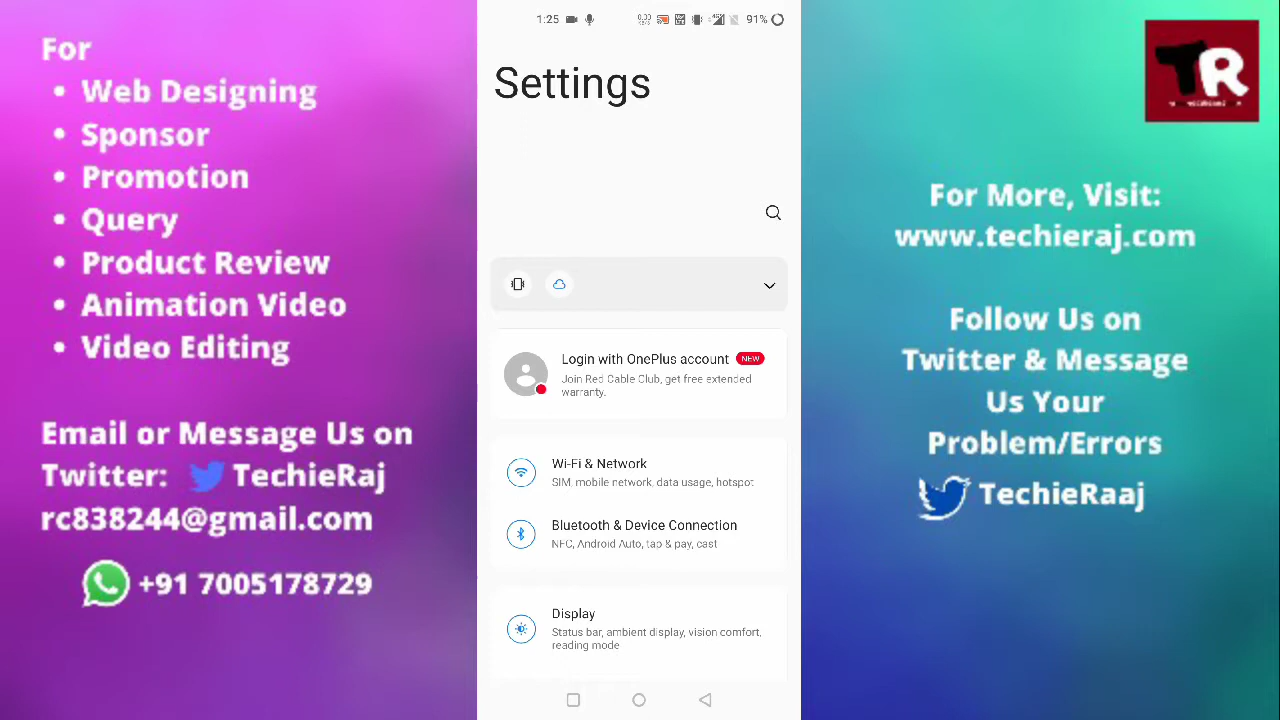 For
• Web Designing
• Sponsor
• Promotion
• Query
• Product Review
• Animation Video
• Video Editing
Email or Message Us on
Twitter: TechieRaj
rc838244@gmail.com
+91 7005178729
1:25
91%
Settings
Login with OnePlus account NEW
Join Red Cable Club, get free extended
warranty.
Wi-Fi & Network
SIM, mobile network, data usage, hotspot
Bluetooth & Device Connection
NFC, Android Auto, tap & pay, cast
Display
Status bar, ambient display, vision comfort,
reading mode
TR
For More, Visit:
www.techieraj.com
Follow Us on
Twitter & Message
Us Your
Problem/Errors
TechieRaaj